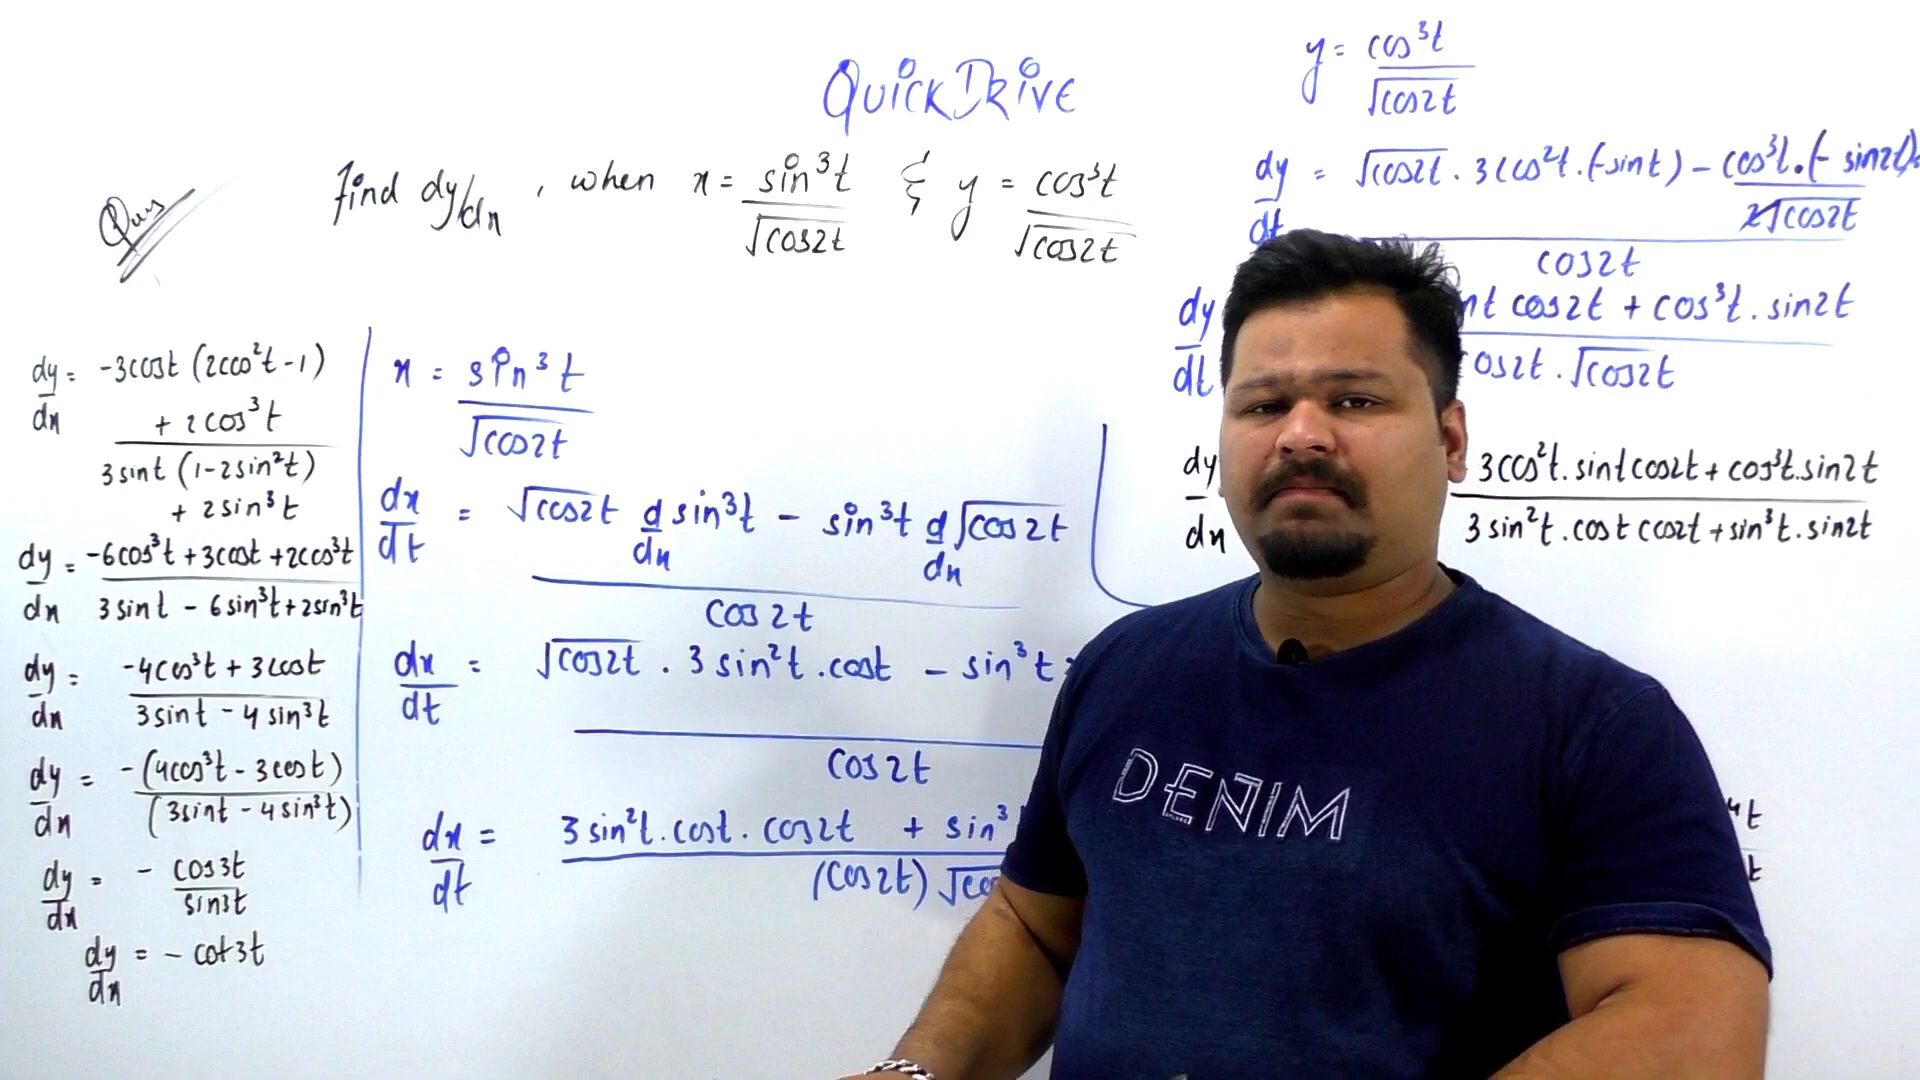 QUICKDRIVE
Ques
find dy/dx , when x = sin³t/√cos2t & y = cos³t/√cos2t
dy/dx = -3cost (2cos²t-1) + 2cos³t / 3sint (1-2sin²t) + 2sin³t
dy/dx = -6cos³t + 3cost + 2cos³t / 3sint - 6sin³t + 2sin³t
dy/dx = -4cos³t + 3cost / 3sint - 4sin³t
dy/dx = -(4cos³t - 3cost) / (3sint - 4sin³t)
dy/dx = - cos3t / sin3t
dy/dx = - cot3t
x = sin³t / √cos2t
dx/dt = √cos2t d/dx sin³t - sin³t d/dx √cos2t / cos2t
dx/dt = √cos2t . 3sin²t . cost - sin³t / cos2t
dx/dt = 3sin²t . cost . cos2t + sin³ / (cos2t) √co
y = cos³t / √cos2t
dy/dt = √cos2t . 3cos²t . (-sint) - cos³t . (- sin2t). / 2√cos2t / cos2t
dy/dt nt cos2t + cos³t . sin2t / os2t . √cos2t
dy/dx 3cos²t . sint cos2t + cos³t . sin2t / 3sin²t . cost cos2t + sin³t . sin2t
DENIM